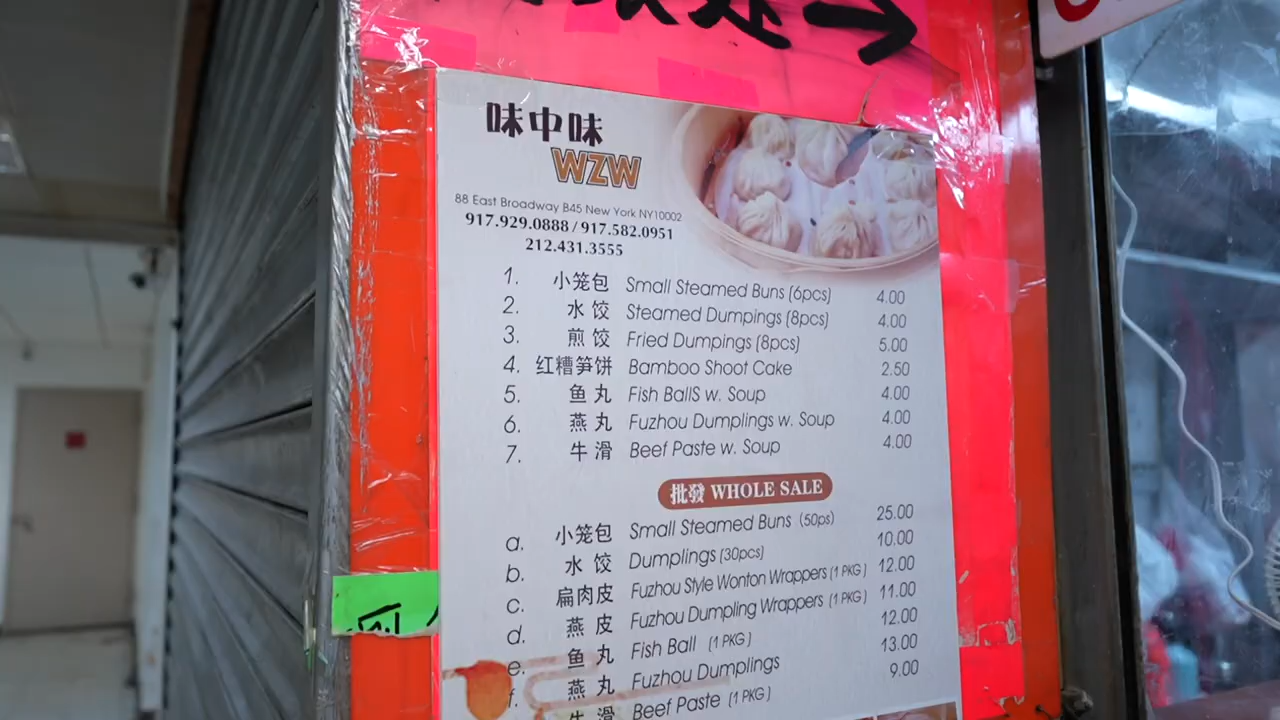 味中味
WZW
88 East Broadway B45 New York NY10002
917.929.0888 / 917.582.0951
212.431.3555
1. 小笼包 Small Steamed Buns (6pcs) 4.00
2. 水饺 Steamed Dumpings (8pcs) 4.00
3. 煎饺 Fried Dumpings (8pcs) 5.00
4. 红糟笋饼 Bamboo Shoot Cake 2.50
5. 鱼丸 Fish BallS w. Soup 4.00
6. 燕丸 Fuzhou Dumplings w. Soup 4.00
7. 牛滑 Beef Paste w. Soup 4.00
批發 WHOLE SALE
a. 小笼包 Small Steamed Buns (50ps) 25.00
b. 水饺 Dumplings (30pcs) 10.00
c. 扁肉皮 Fuzhou Style Wonton Wrappers (1 PKG) 12.00
d. 燕皮 Fuzhou Dumpling Wrappers (1 PKG) 11.00
e. 鱼丸 Fish Ball (1 PKG) 12.00
f. 燕丸 Fuzhou Dumplings 13.00
牛滑 Beef Paste (1 PKG) 9.00